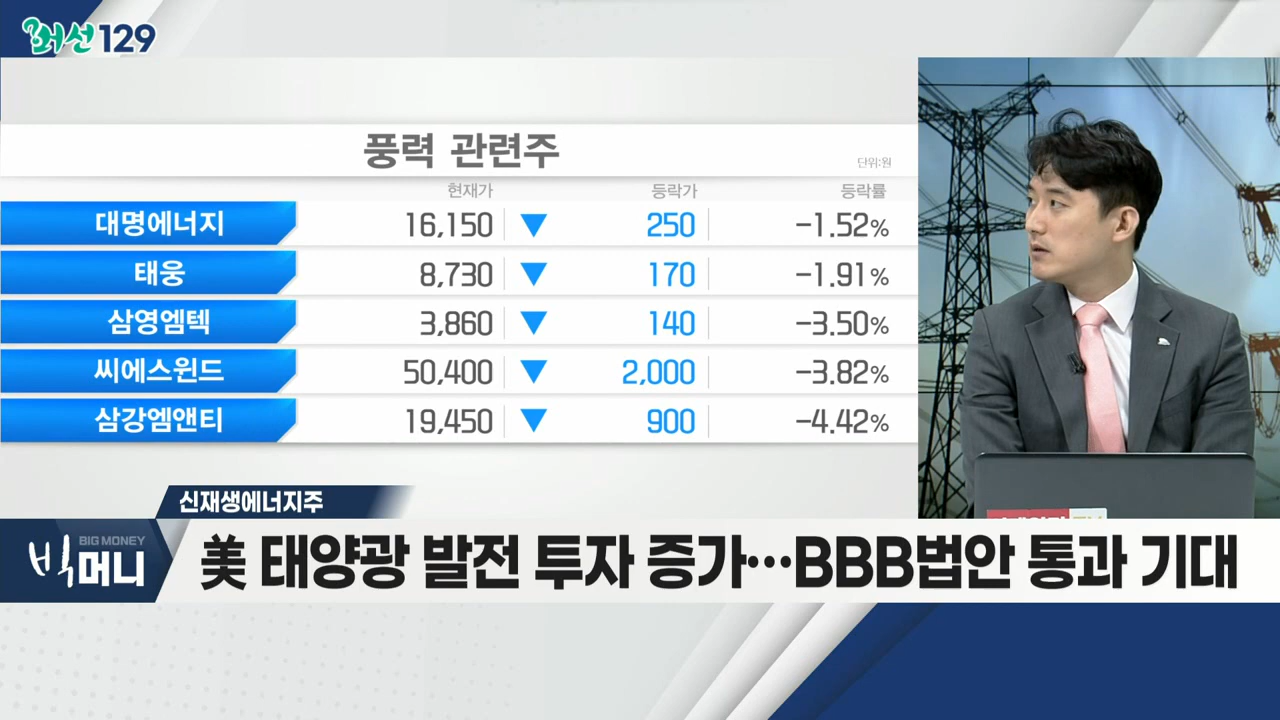 머선129
풍력 관련주
단위:원
현재가 등락가 등락률
대명에너지 16,150 ▼ 250 -1.52%
태웅 8,730 ▼ 170 -1.91%
삼영엠텍 3,860 ▼ 140 -3.50%
씨에스윈드 50,400 ▼ 2,000 -3.82%
삼강엠앤티 19,450 ▼ 900 -4.42%
신재생에너지주
BIG MONEY
빅머니
美 태양광 발전 투자 증가…BBB법안 통과 기대